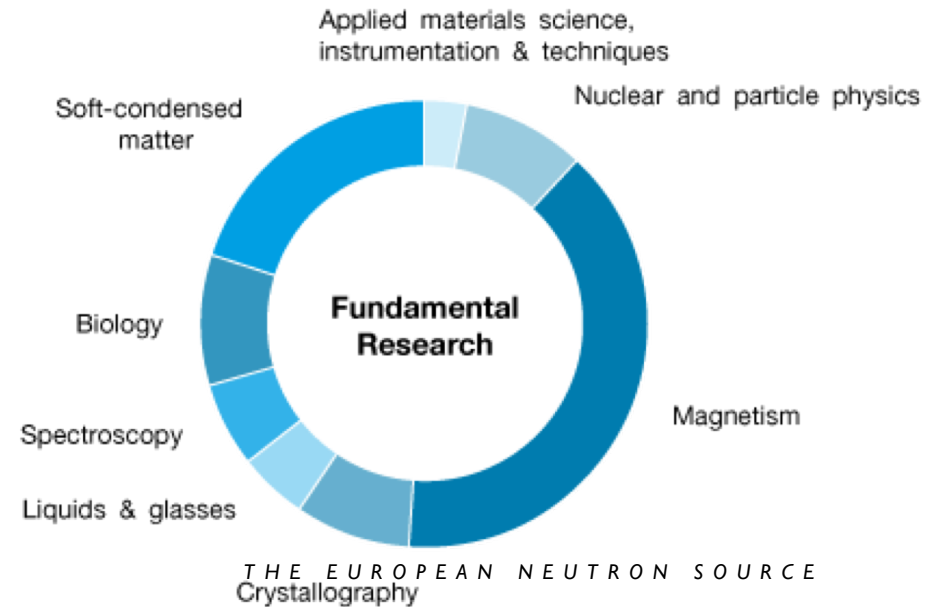 Applied materials science,
instrumentation & techniques
Nuclear and particle physics
Soft-condensed
matter
Fundamental
Research
Biology
Magnetism
Spectroscopy
Liquids & glasses
THE EUROPEAN NEUTRON SOURCE
Crystallography